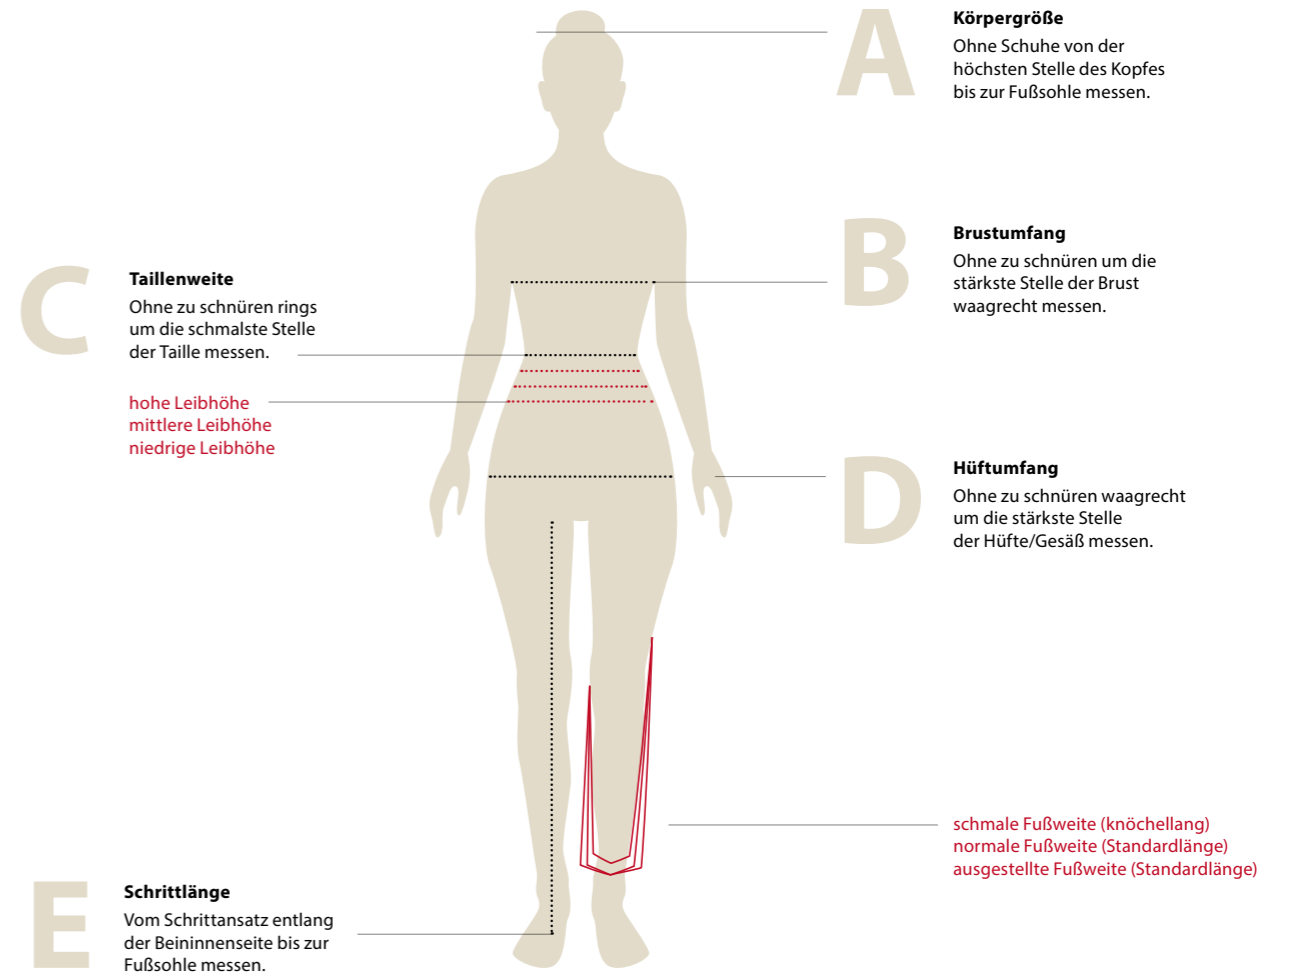 A
Körpergröße
Ohne Schuhe von der
höchsten Stelle des Kopfes
bis zur Fußsohle messen.
B
Brustumfang
Ohne zu schnüren um die
stärkste Stelle der Brust
waagrecht messen.
C
Taillenweite
Ohne zu schnüren rings
um die schmalste Stelle
der Taille messen.
hohe Leibhöhe
mittlere Leibhöhe
niedrige Leibhöhe
D
Hüftumfang
Ohne zu schnüren waagrecht
um die stärkste Stelle
der Hüfte/Gesäß messen.
schmale Fußweite (knöchellang)
normale Fußweite (Standardlänge)
ausgestellte Fußweite (Standardlänge)
E
Schrittlänge
Vom Schrittansatz entlang
der Beininnenseite bis zur
Fußsohle messen.